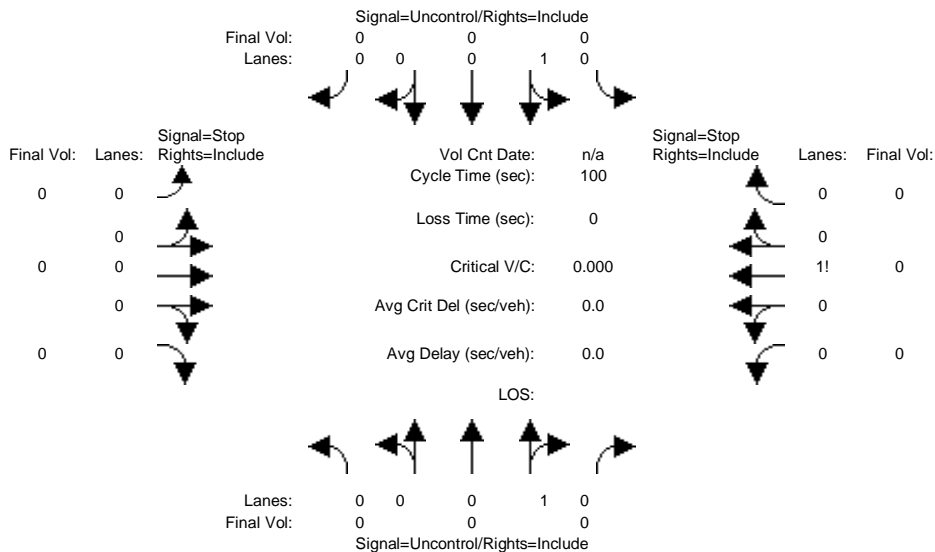 Signal=Uncontrol/Rights=Include
Final Vol: 0 0 0
Lanes: 0 0 0 1 0
Signal=Stop Signal=Stop
Final Vol: Lanes: Rights=Include Vol Cnt Date: n/a Rights=Include Lanes: Final Vol:
Cycle Time (sec): 100
0 0 0 0
Loss Time (sec): 0
0 0
0 0 Critical V/C: 0.000 1! 0
0 Avg Crit Del (sec/veh): 0.0 0
0 0 Avg Delay (sec/veh): 0.0 0 0
LOS:
Lanes: 0 0 0 1 0
Final Vol: 0 0 0
Signal=Uncontrol/Rights=Include